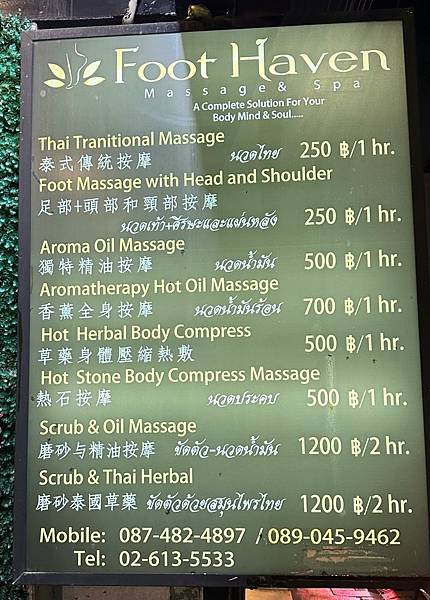 Foot Haven
Massage & Spa
A Complete Solution For Your
Body Mind & Soul.....
Thai Tranitional Massage
泰式傳統按摩 นวดไทย 250 ฿/1 hr.
Foot Massage with Head and Shoulder
足部+頭部和頸部按摩
นวดเท้า+ศีรษะและแผ่นหลัง 250 ฿/1 hr.
Aroma Oil Massage
獨特精油按摩 นวดน้ำมัน 500 ฿/1 hr.
Aromatherapy Hot Oil Massage
香薰全身按摩 นวดน้ำมันร้อน 700 ฿/1 hr.
Hot Herbal Body Compress
草藥身體壓縮熱敷 500 ฿/1 hr.
Hot Stone Body Compress Massage
熱石按摩 นวดประคบ 500 ฿/1 hr.
Scrub & Oil Massage
磨砂与精油按摩 ขัดตัว-นวดน้ำมัน 1200 ฿/2 hr.
Scrub & Thai Herbal
磨砂泰國草藥 ขัดตัวด้วยสมุนไพรไทย 1200 ฿/2 hr.
Mobile: 087-482-4897 / 089-045-9462
Tel: 02-613-5533